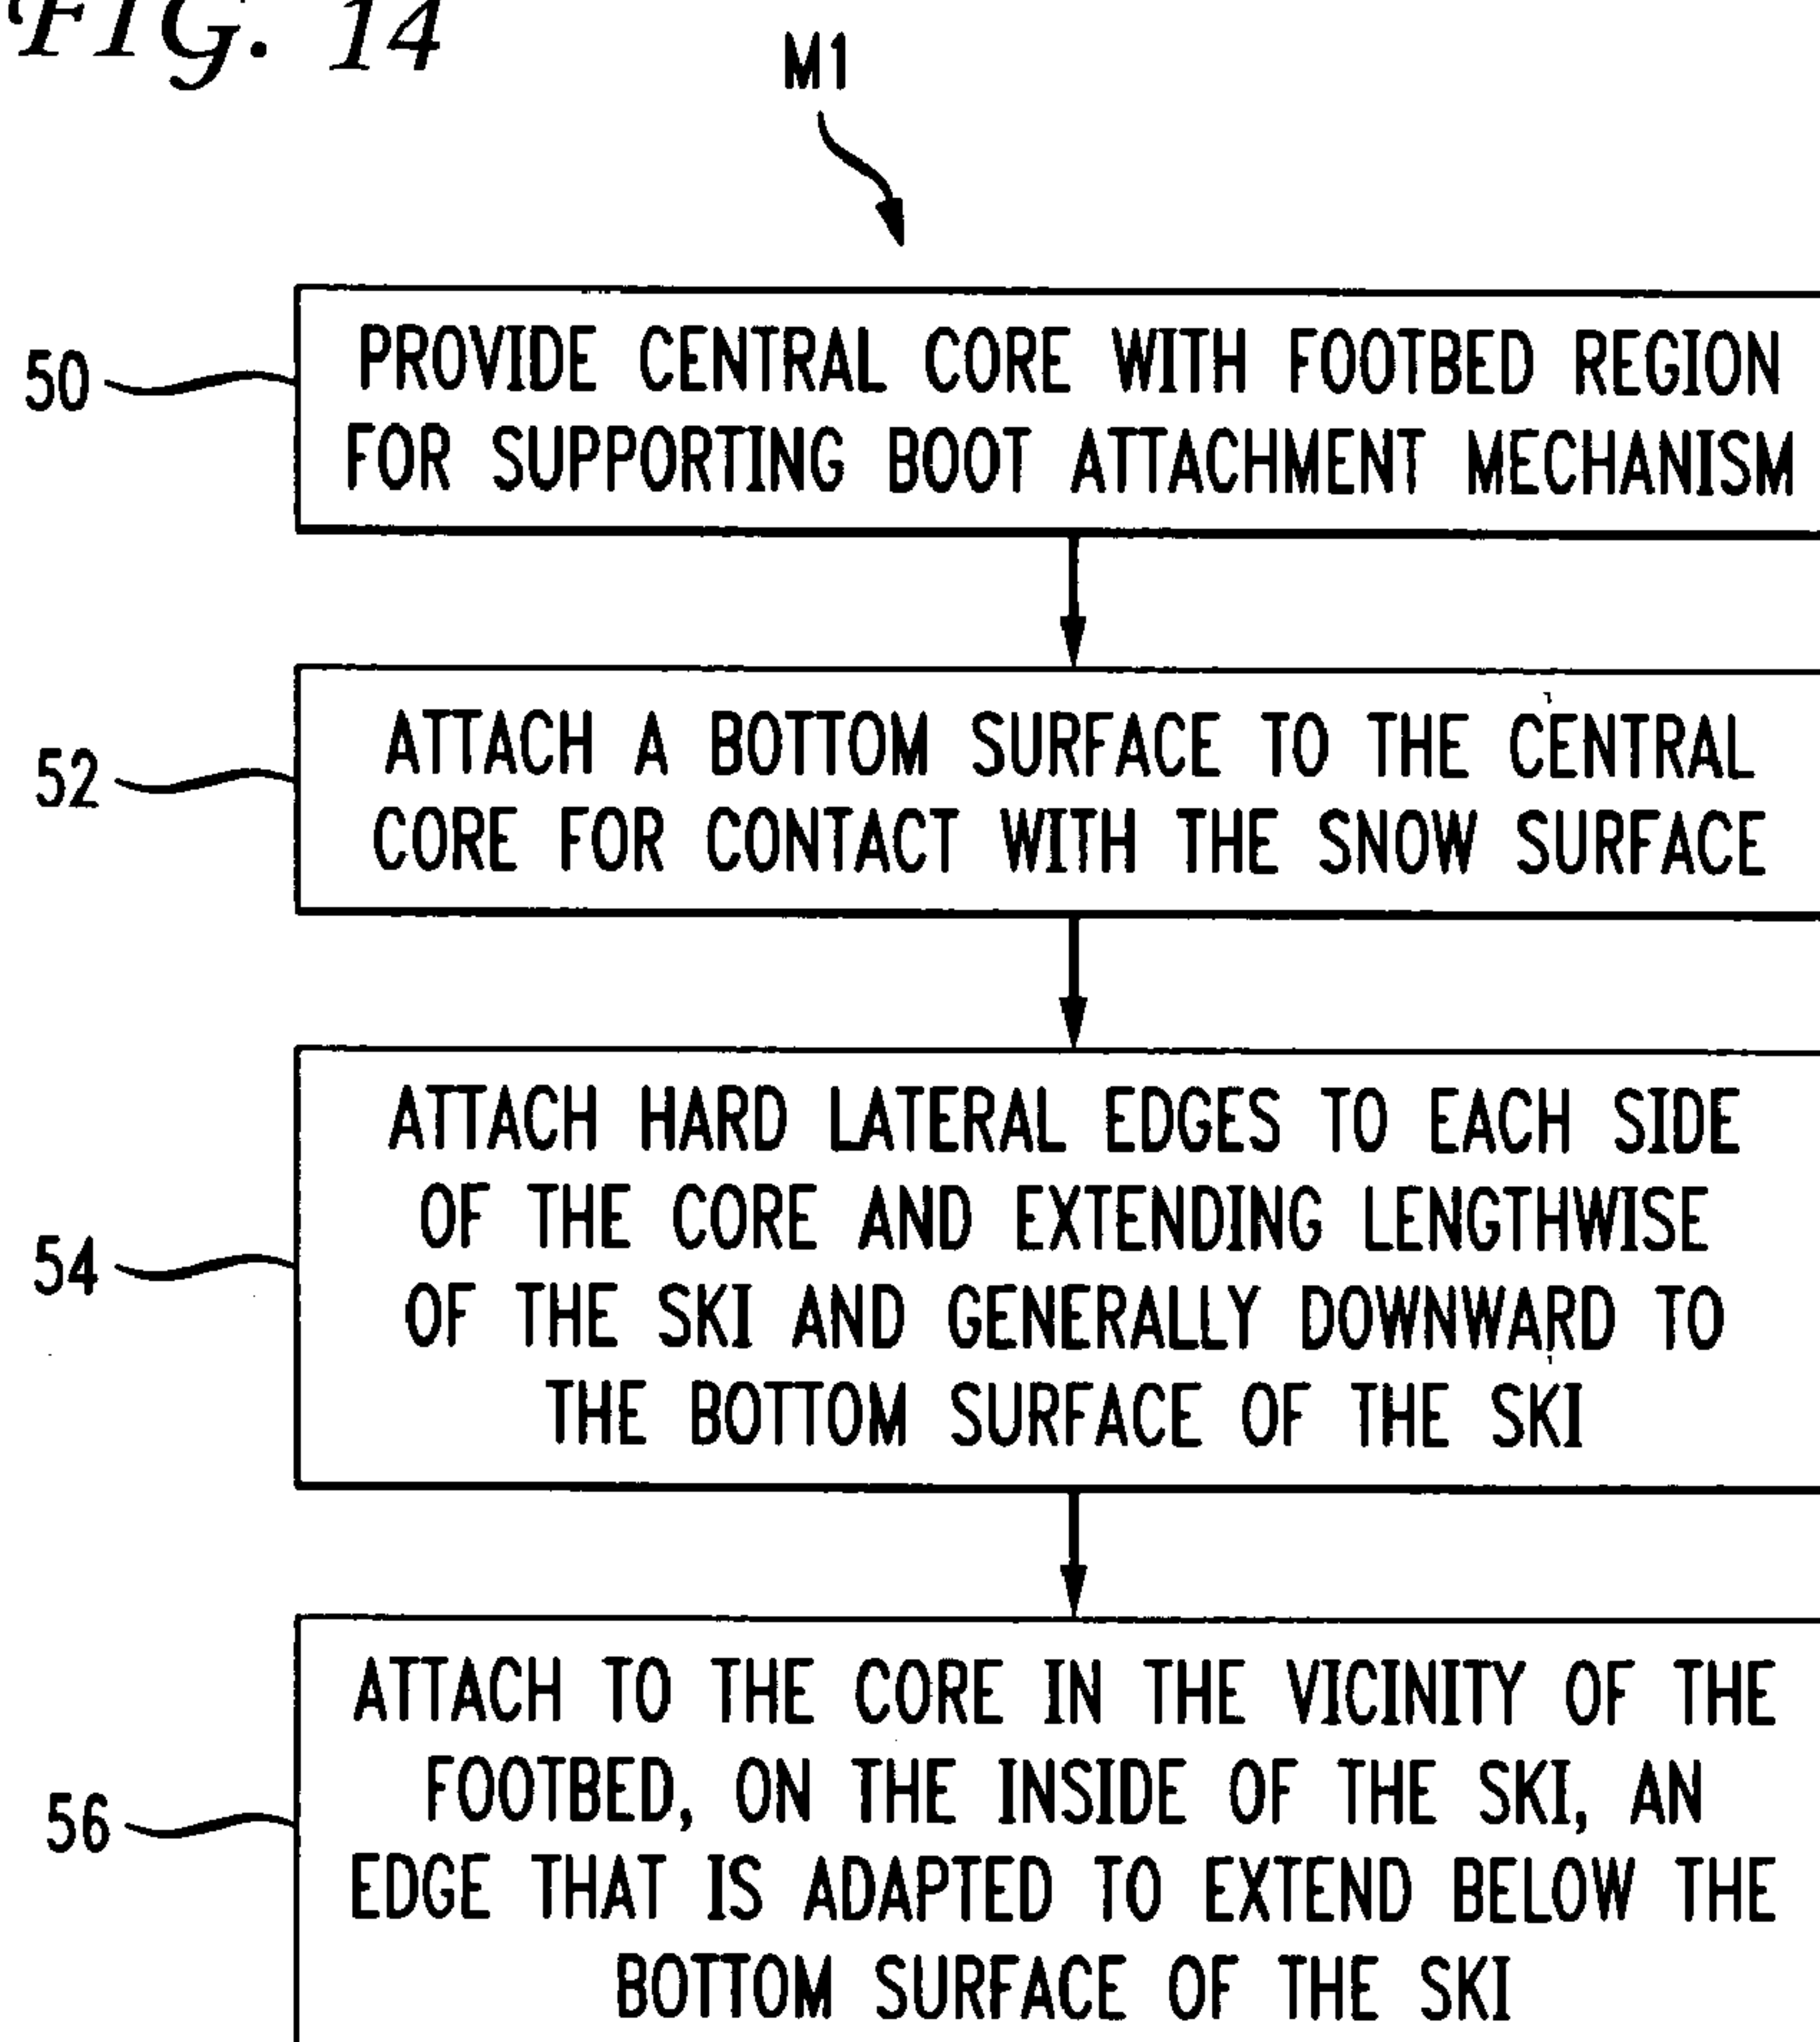 FIG. 14
M1
50
PROVIDE CENTRAL CORE WITH FOOTBED REGION
FOR SUPPORTING BOOT ATTACHMENT MECHANISM
52
ATTACH A BOTTOM SURFACE TO THE CENTRAL
CORE FOR CONTACT WITH THE SNOW SURFACE
54
ATTACH HARD LATERAL EDGES TO EACH SIDE
OF THE CORE AND EXTENDING LENGTHWISE
OF THE SKI AND GENERALLY DOWNWARD TO
THE BOTTOM SURFACE OF THE SKI
56
ATTACH TO THE CORE IN THE VICINITY OF THE
FOOTBED, ON THE INSIDE OF THE SKI, AN
EDGE THAT IS ADAPTED TO EXTEND BELOW THE
BOTTOM SURFACE OF THE SKI